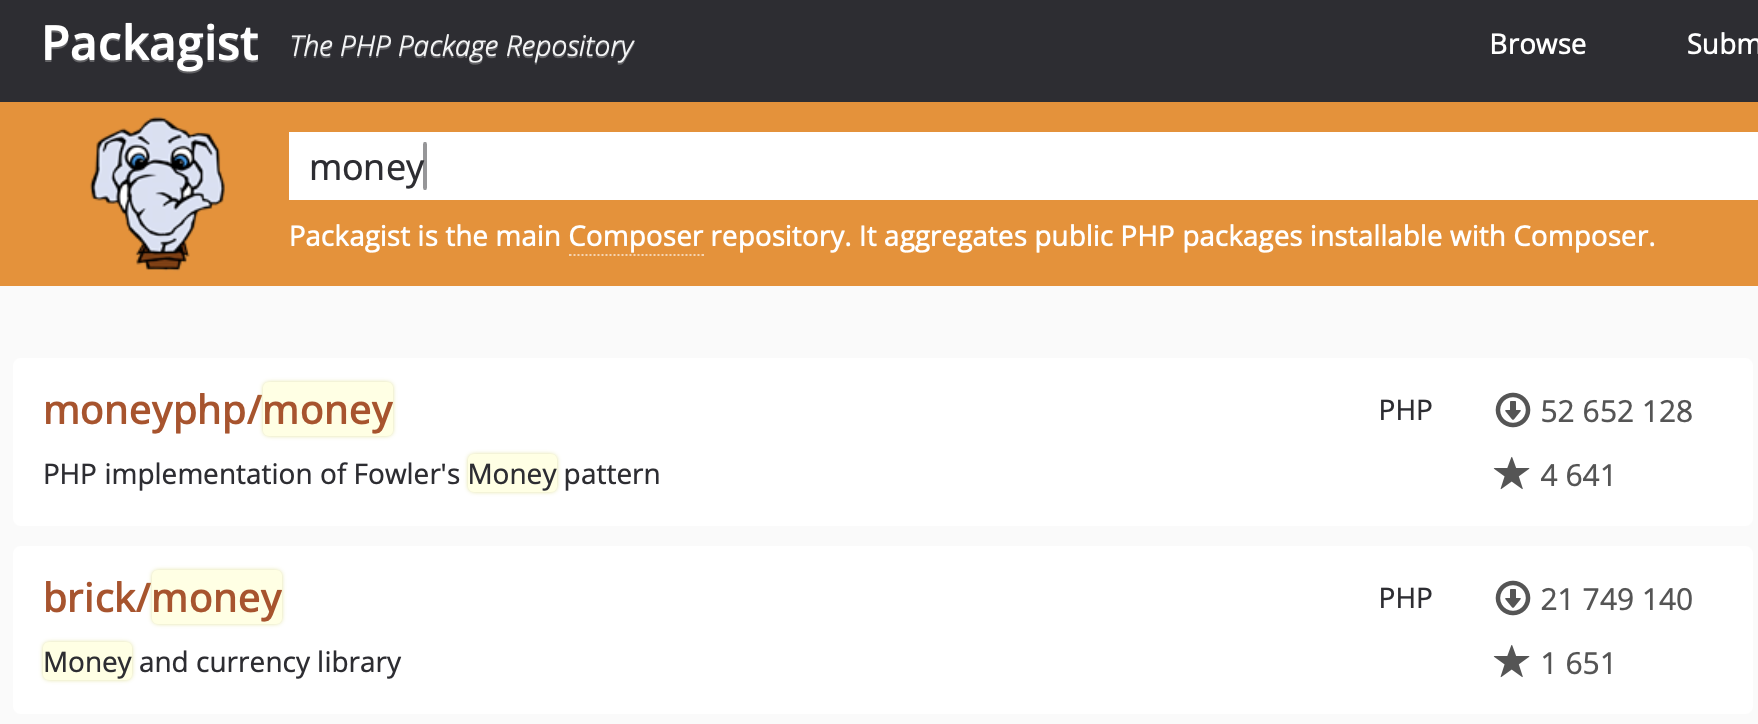 Packagist The PHP Package Repository Browse Subm
money
Packagist is the main Composer repository. It aggregates public PHP packages installable with Composer.
moneyphp/money PHP 52 652 128
PHP implementation of Fowler's Money pattern 4 641
brick/money PHP 21 749 140
Money and currency library 1 651